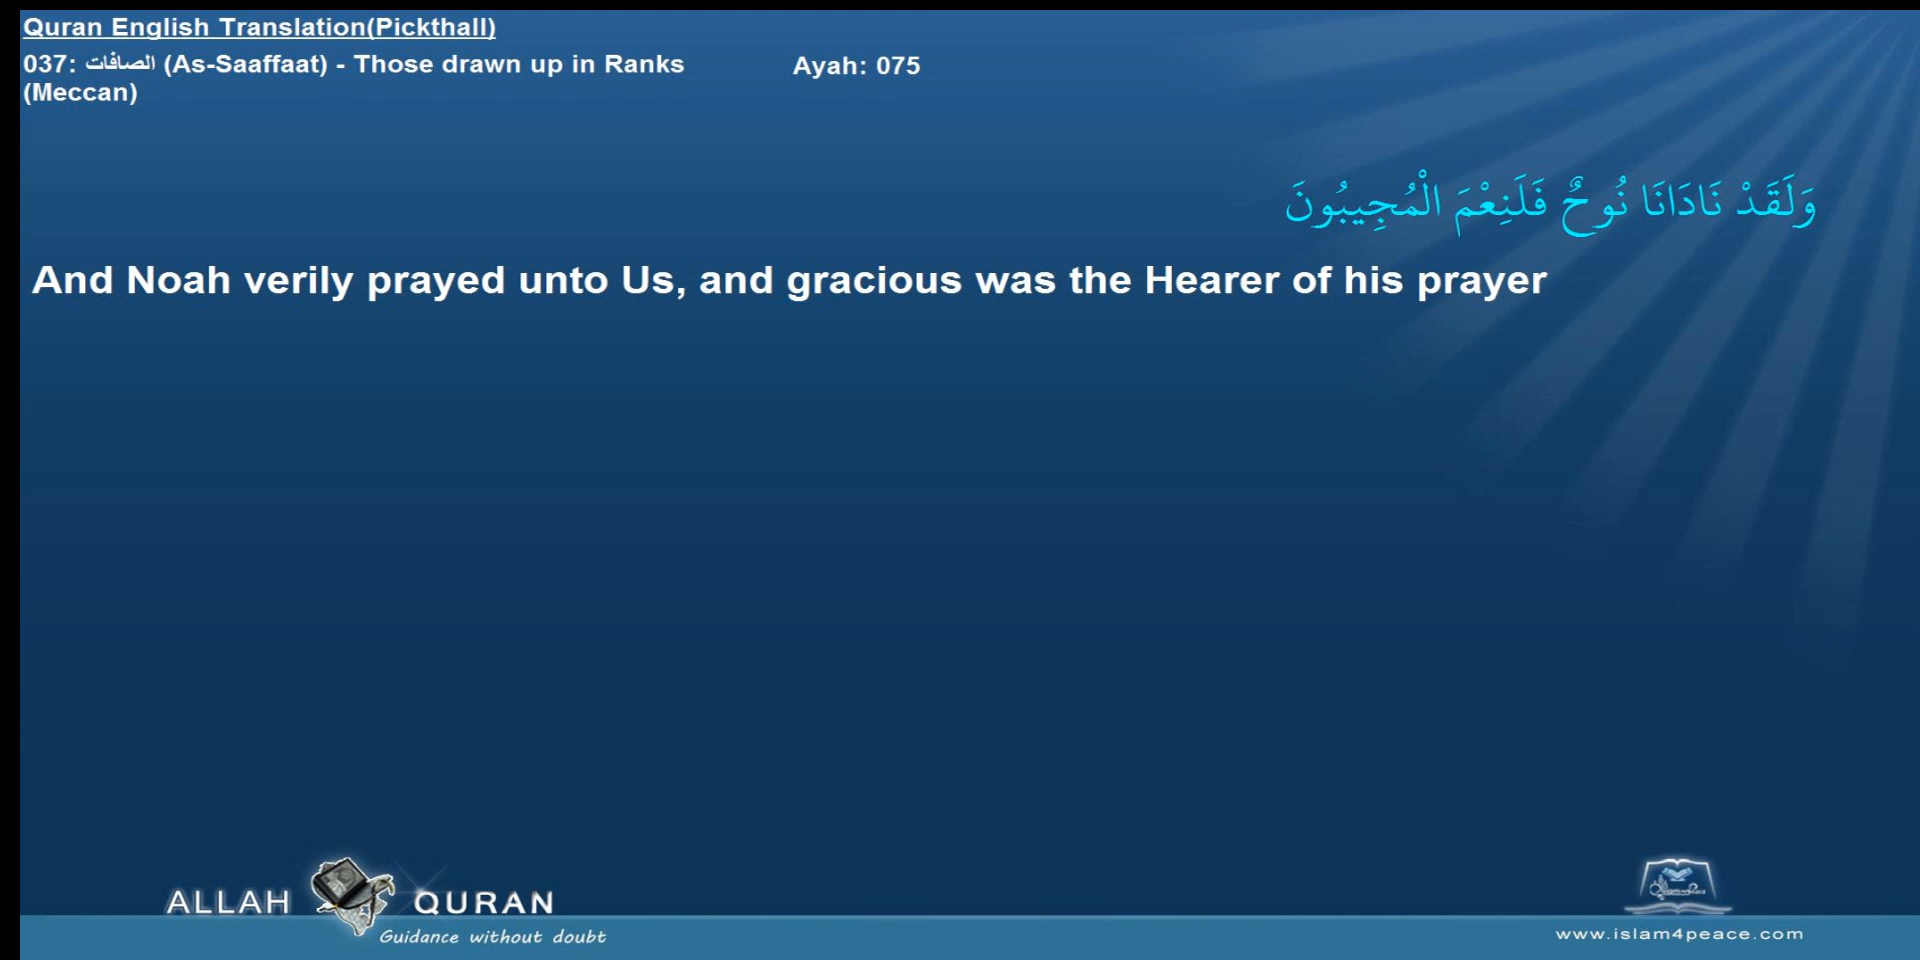 Quran English Translation(Pickthall)
037: الصافات (As-Saaffaat) - Those drawn up in Ranks
(Meccan)
Ayah: 075
وَلَقَدْ نَادَانَا نُوحٌ فَلَنِعْمَ الْمُجِيبُونَ
And Noah verily prayed unto Us, and gracious was the Hearer of his prayer
ALLAH QURAN
Guidance without doubt
www.islam4peace.com